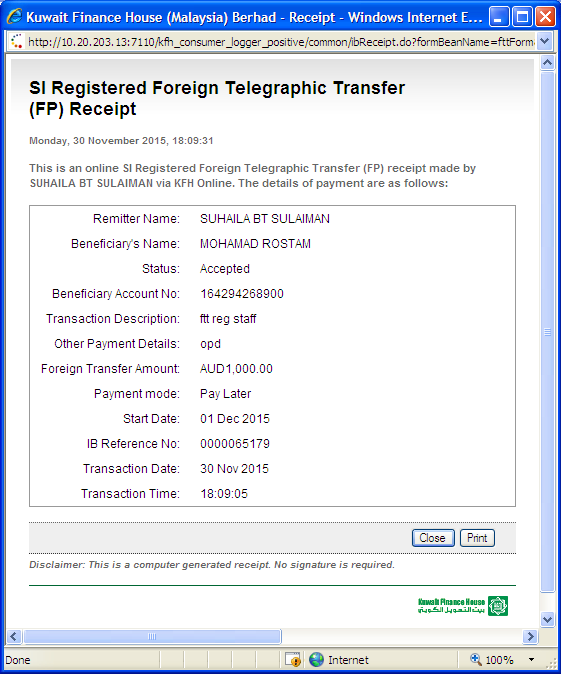 Kuwait Finance House (Malaysia) Berhad - Receipt - Windows Internet E...
http://10.20.203.13:7110/kfh_consumer_logger_positive/common/ibReceipt.do?formBeanName=fttForm
SI Registered Foreign Telegraphic Transfer
(FP) Receipt
Monday, 30 November 2015, 18:09:31
This is an online SI Registered Foreign Telegraphic Transfer (FP) receipt made by
SUHAILA BT SULAIMAN via KFH Online. The details of payment are as follows:
Remitter Name: SUHAILA BT SULAIMAN
Beneficiary's Name: MOHAMAD ROSTAM
Status: Accepted
Beneficiary Account No: 164294268900
Transaction Description: ftt reg staff
Other Payment Details: opd
Foreign Transfer Amount: AUD1,000.00
Payment mode: Pay Later
Start Date: 01 Dec 2015
IB Reference No: 0000065179
Transaction Date: 30 Nov 2015
Transaction Time: 18:09:05
Close Print
Disclaimer: This is a computer generated receipt. No signature is required.
Kuwait Finance House
بيت التمويل الكويتي
Done Internet 100%